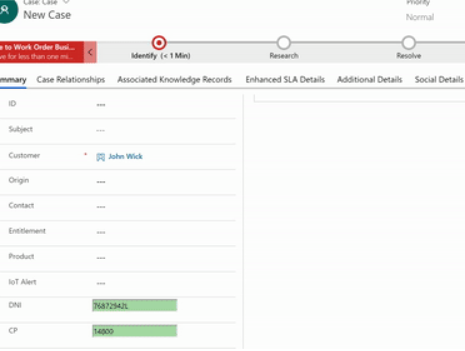 Case: Case
New Case
Priority
Normal
e to Work Order Busi...
ve for less than one mi...
Identify (< 1 Min)
Research
Resolve
mmary Case Relationships Associated Knowledge Records Enhanced SLA Details Additional Details Social Details
ID ---
Subject ---
Customer * John Wick
Origin ---
Contact ---
Entitlement ---
Product ---
IoT Alert ---
DNI 76872942L
CP 14800